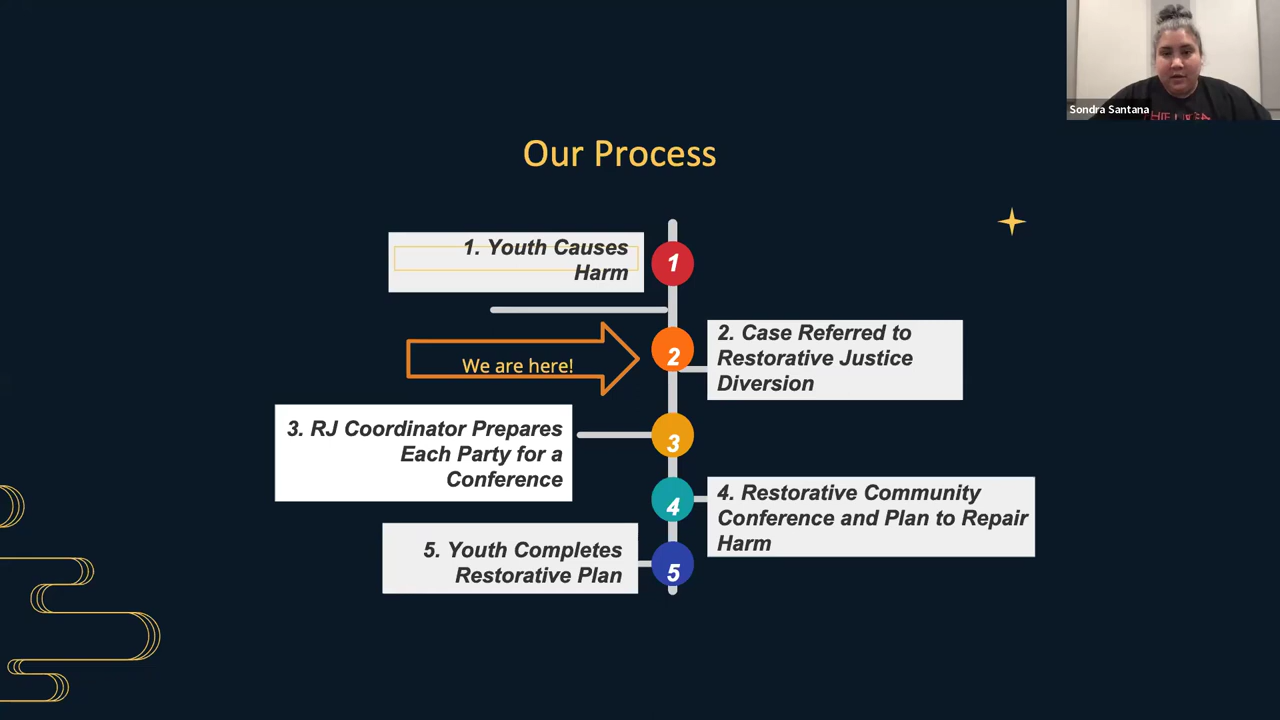 Sondra Santana
Our Process
1. Youth Causes
Harm
1
2. Case Referred to
Restorative Justice
Diversion
2
We are here!
3. RJ Coordinator Prepares
Each Party for a
Conference
3
4. Restorative Community
Conference and Plan to Repair
Harm
4
5. Youth Completes
Restorative Plan
5